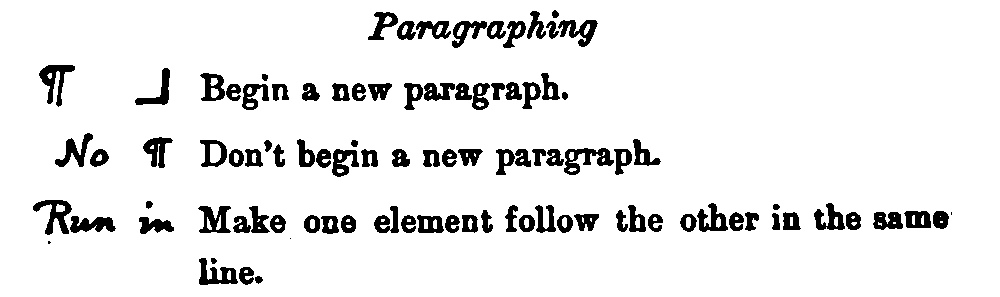 Paragraphing
¶ ⅃ Begin a new paragraph.
No ¶ Don't begin a new paragraph.
Run in Make one element follow the other in the same
line.